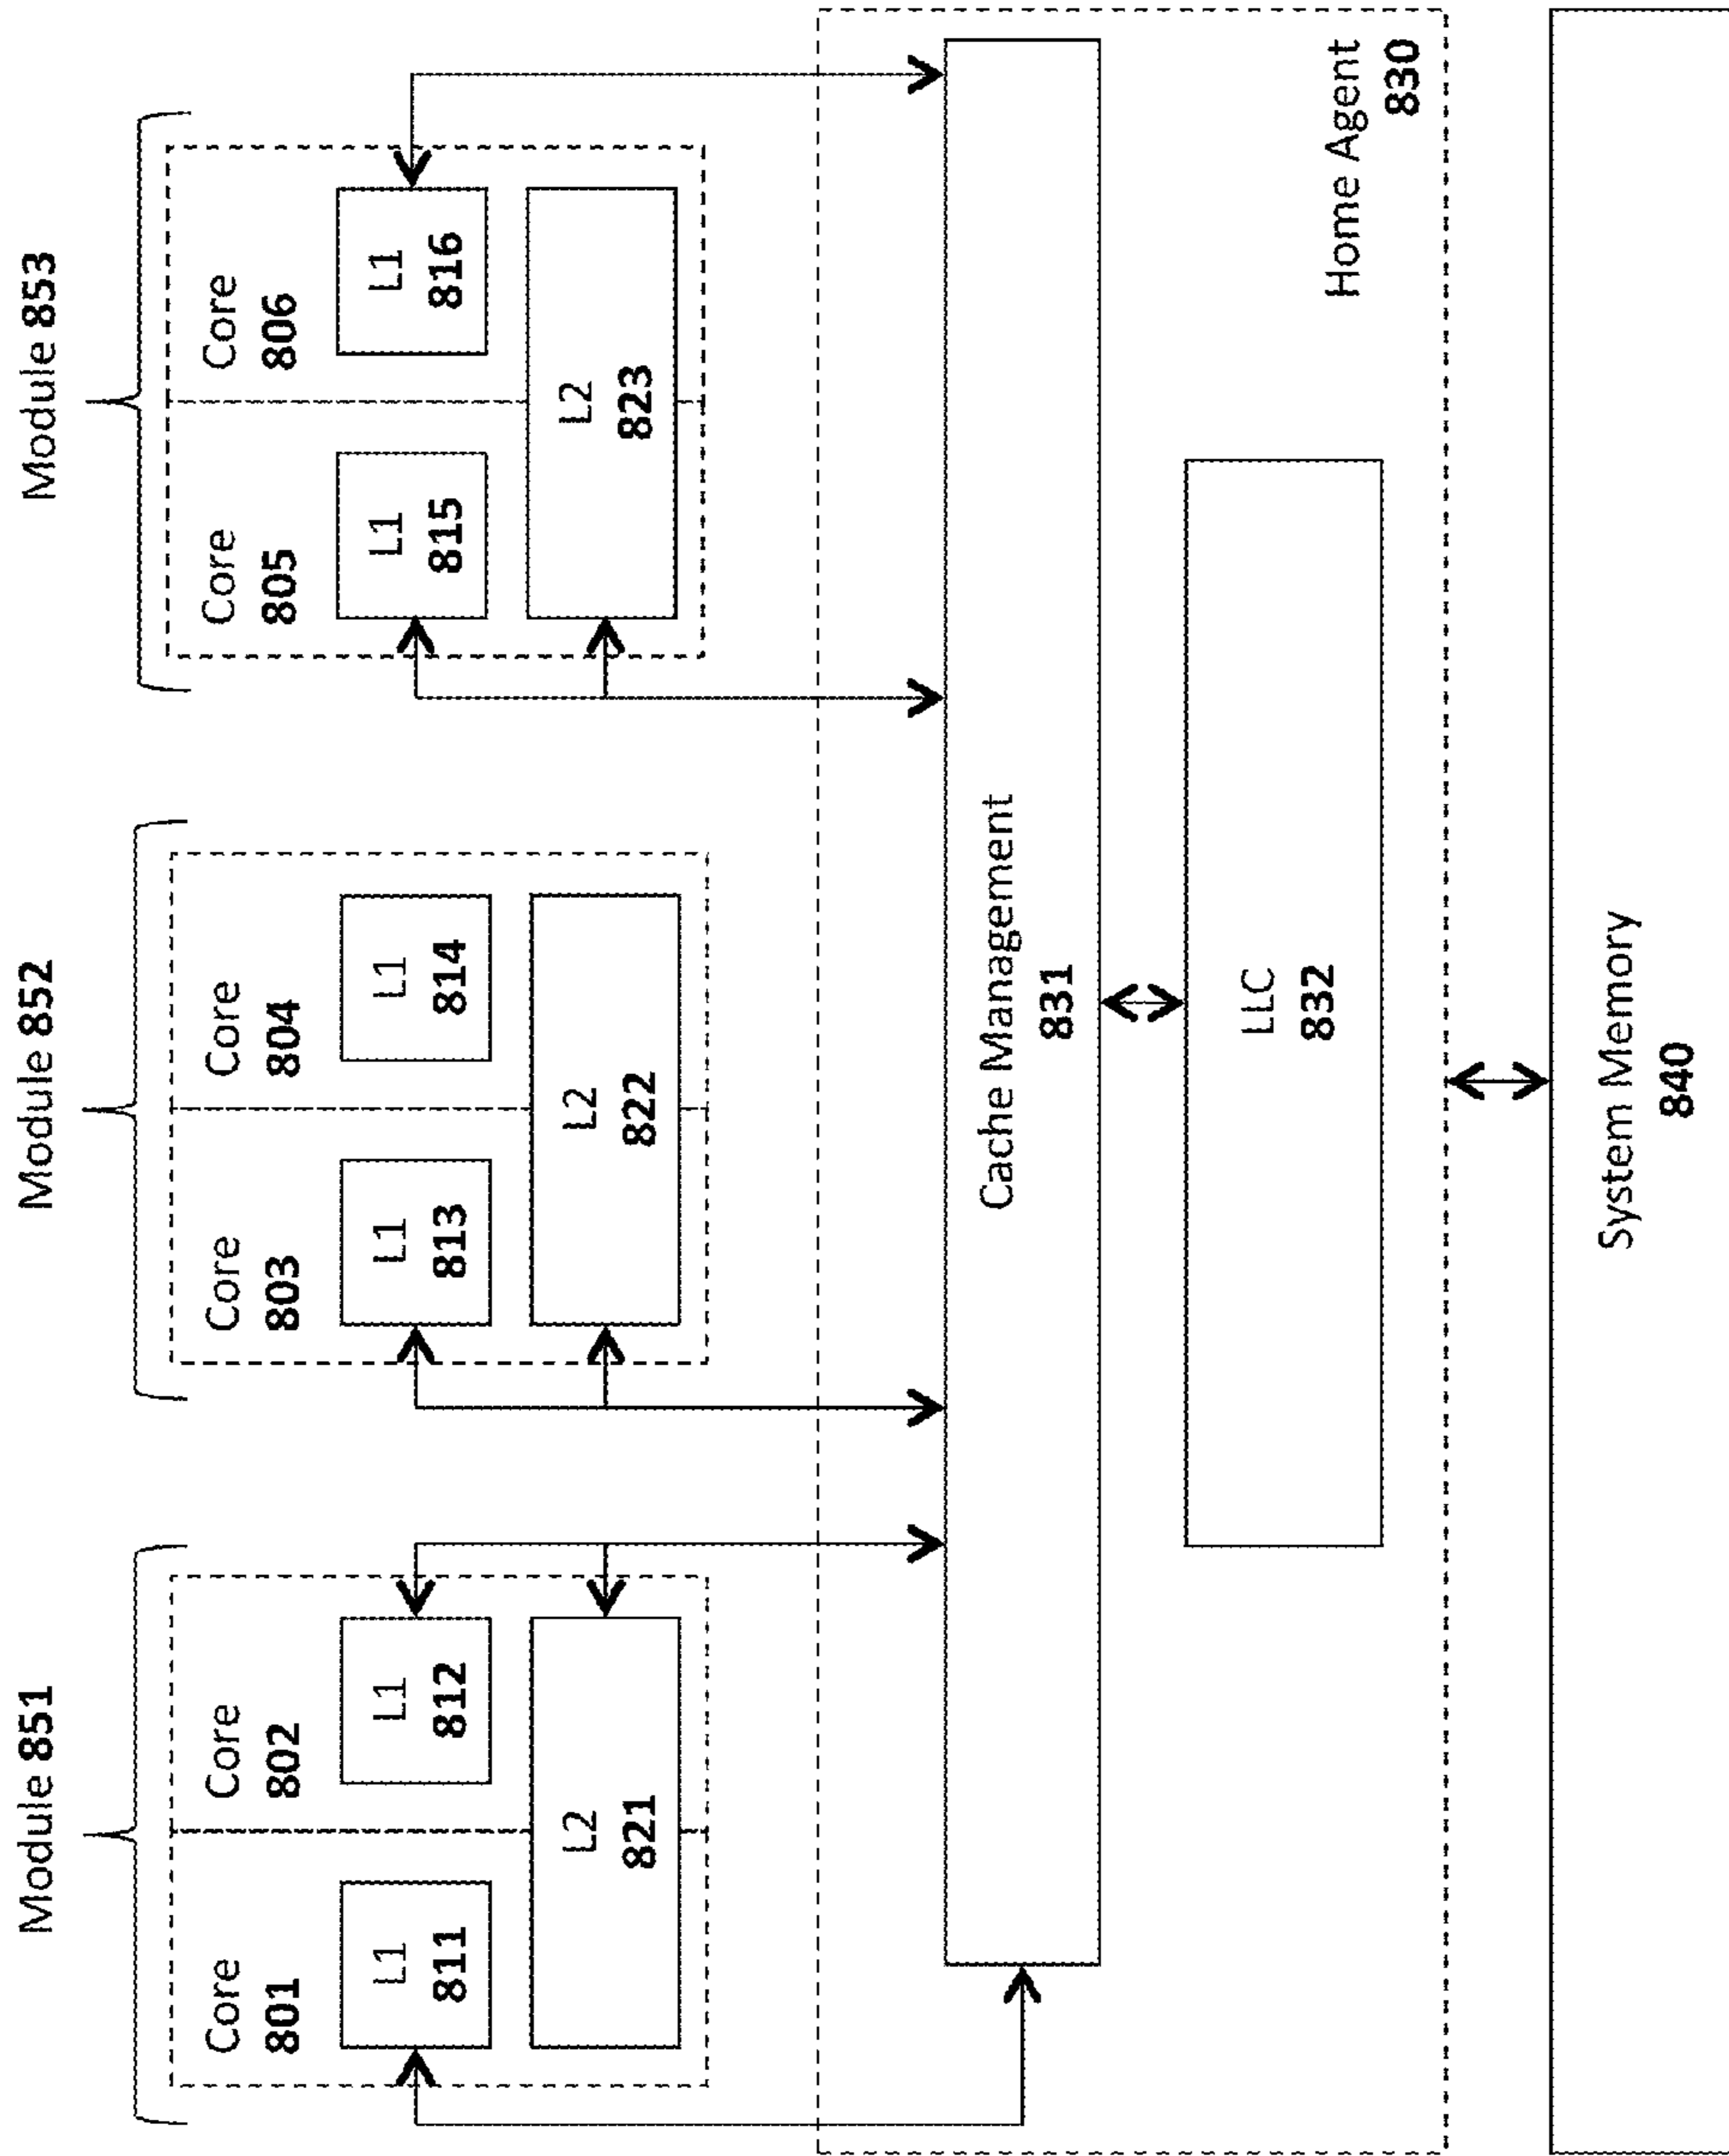 Module 851
Module 852
Module 853
Core
801
Core
802
Core
803
Core
804
Core
805
Core
806
L1
811
L1
812
L1
813
L1
814
L1
815
L1
816
L2
821
L2
822
L2
823
Cache Management
831
LLC
832
Home Agent
830
System Memory
840